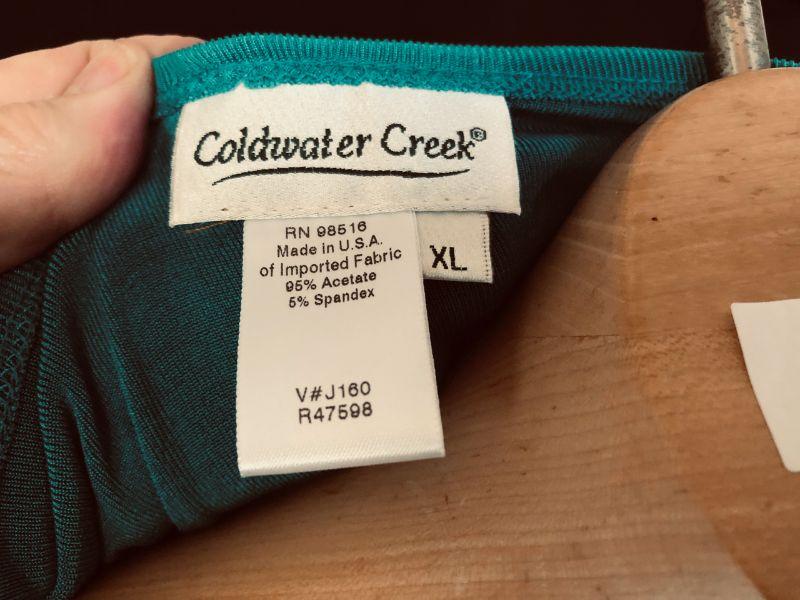 Coldwater Creek®
RN 98516
Made in U.S.A.
of Imported Fabric
95% Acetate
5% Spandex
XL
V#J160
R47598